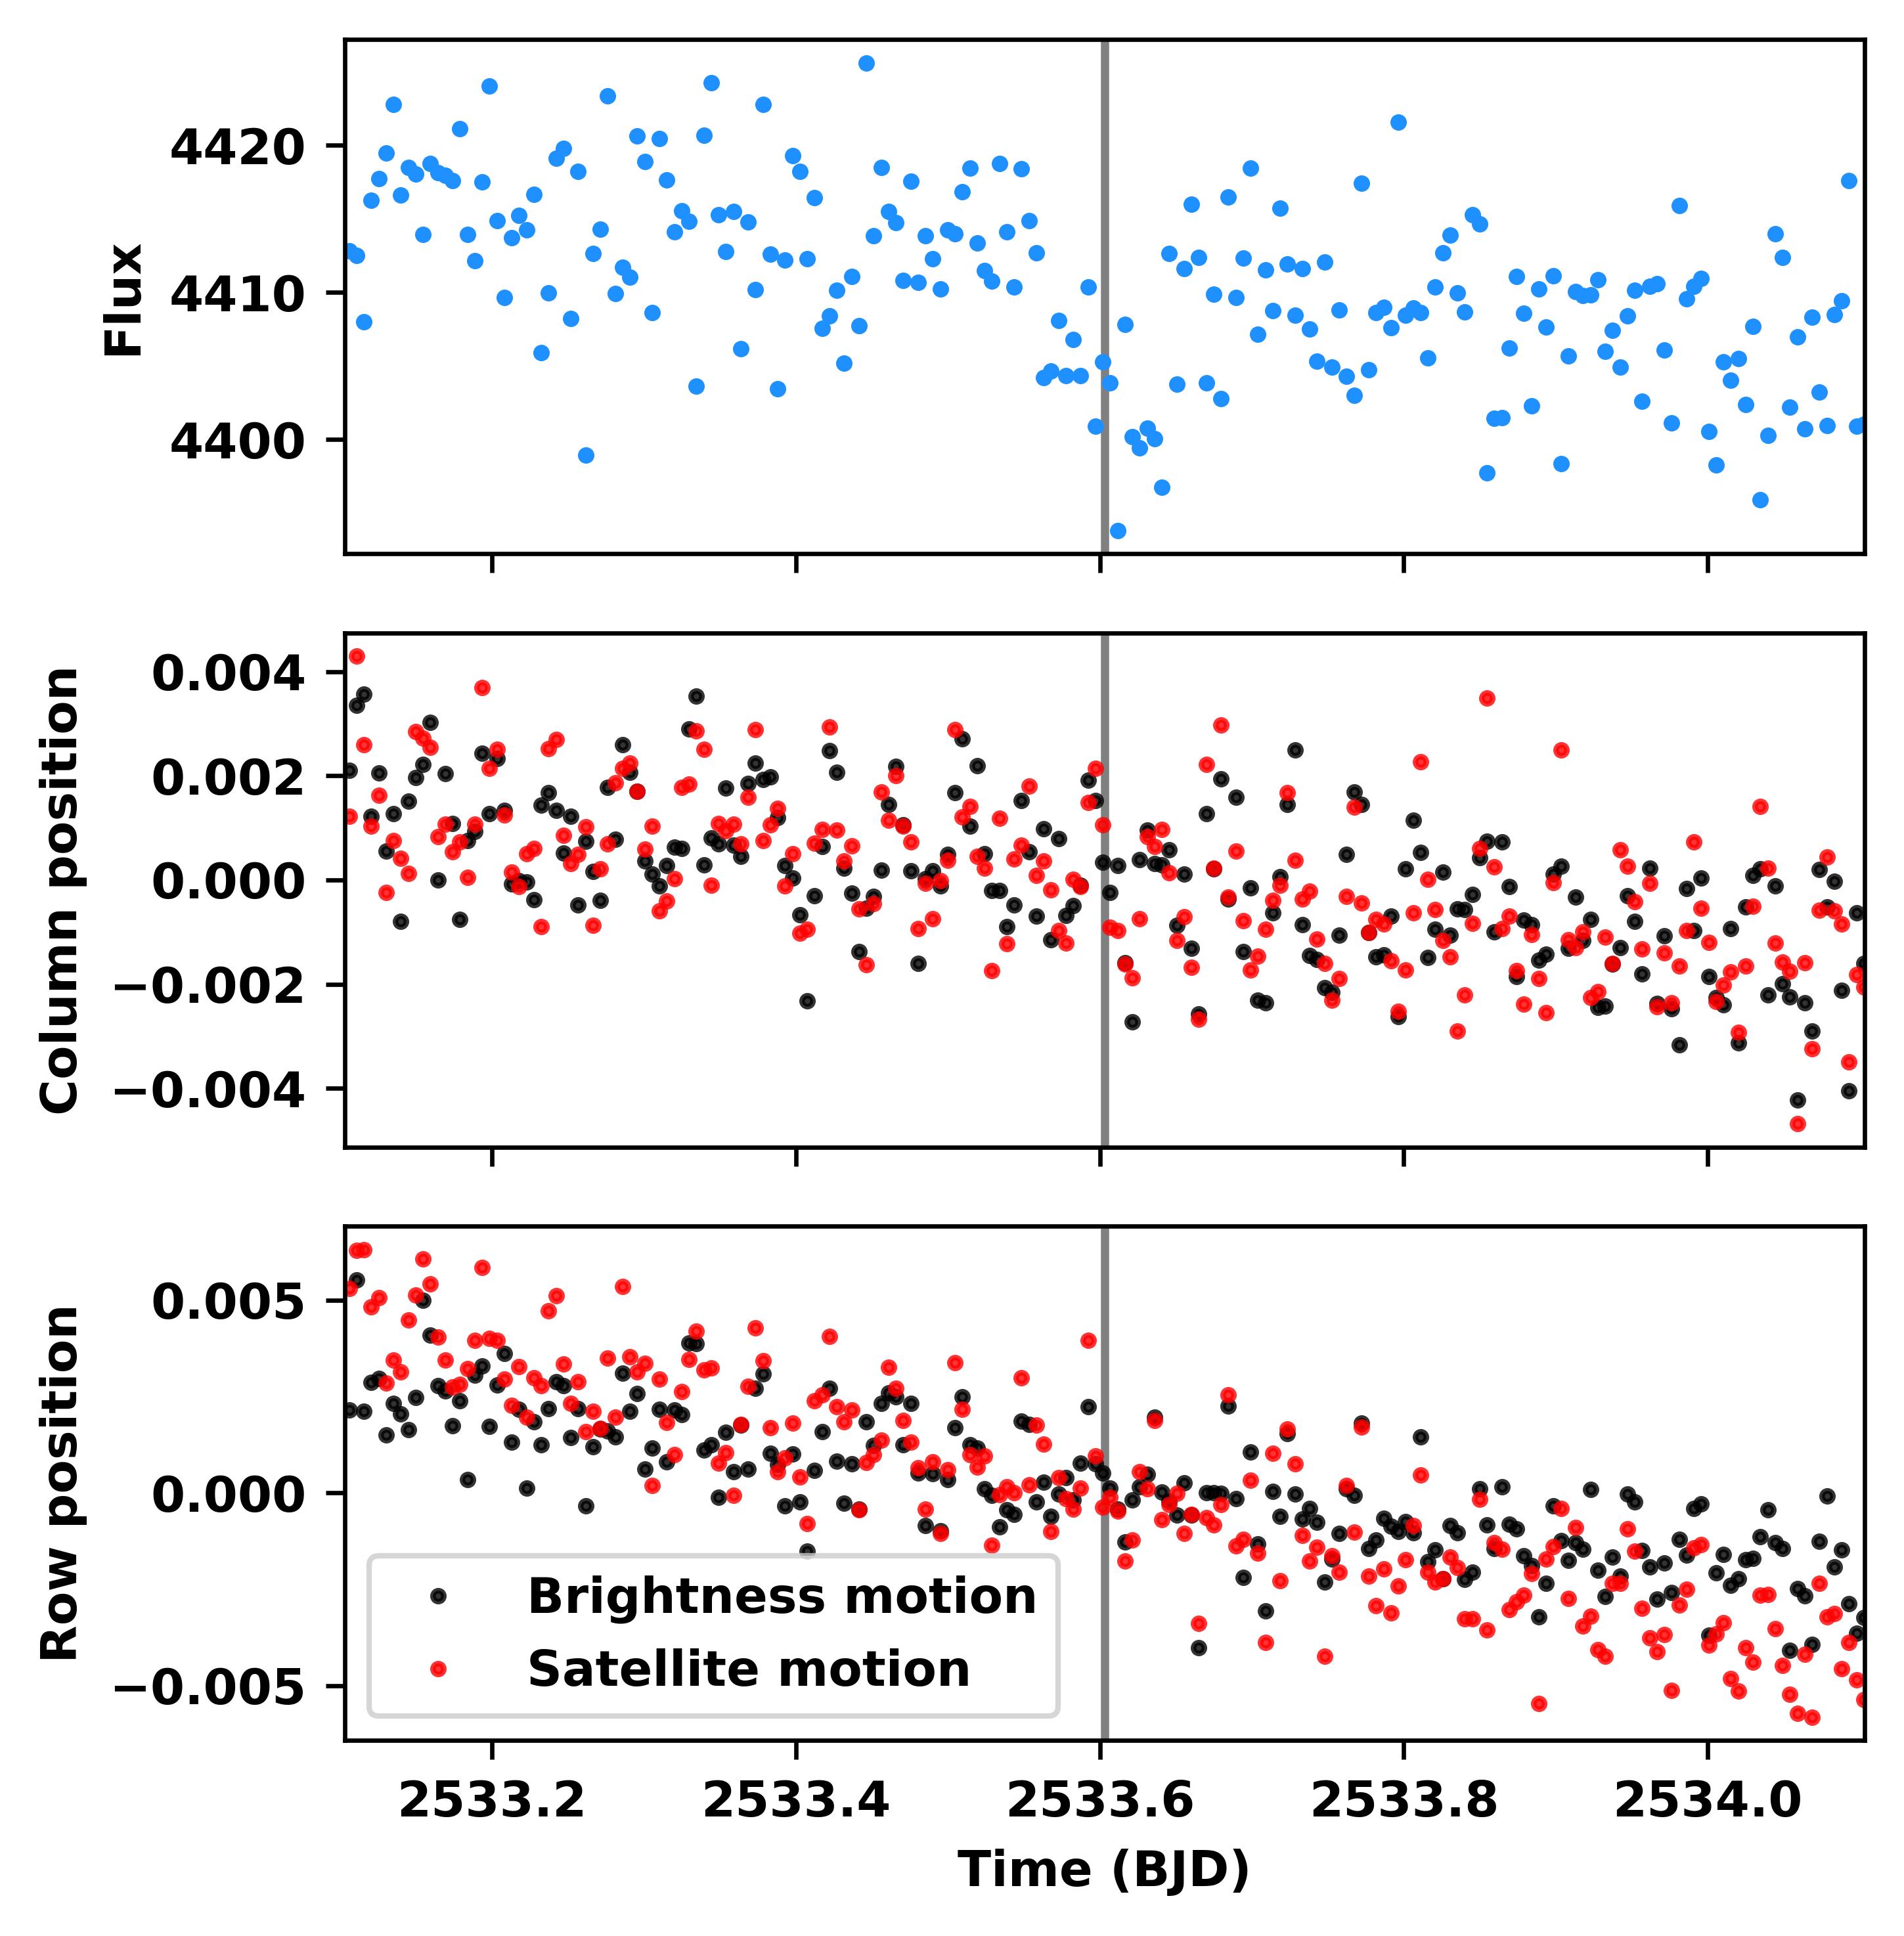 Flux
4420
4410
4400
Column position
0.004
0.002
0.000
−0.002
−0.004
Row position
0.005
0.000
−0.005
Brightness motion
Satellite motion
2533.2 2533.4 2533.6 2533.8 2534.0
Time (BJD)